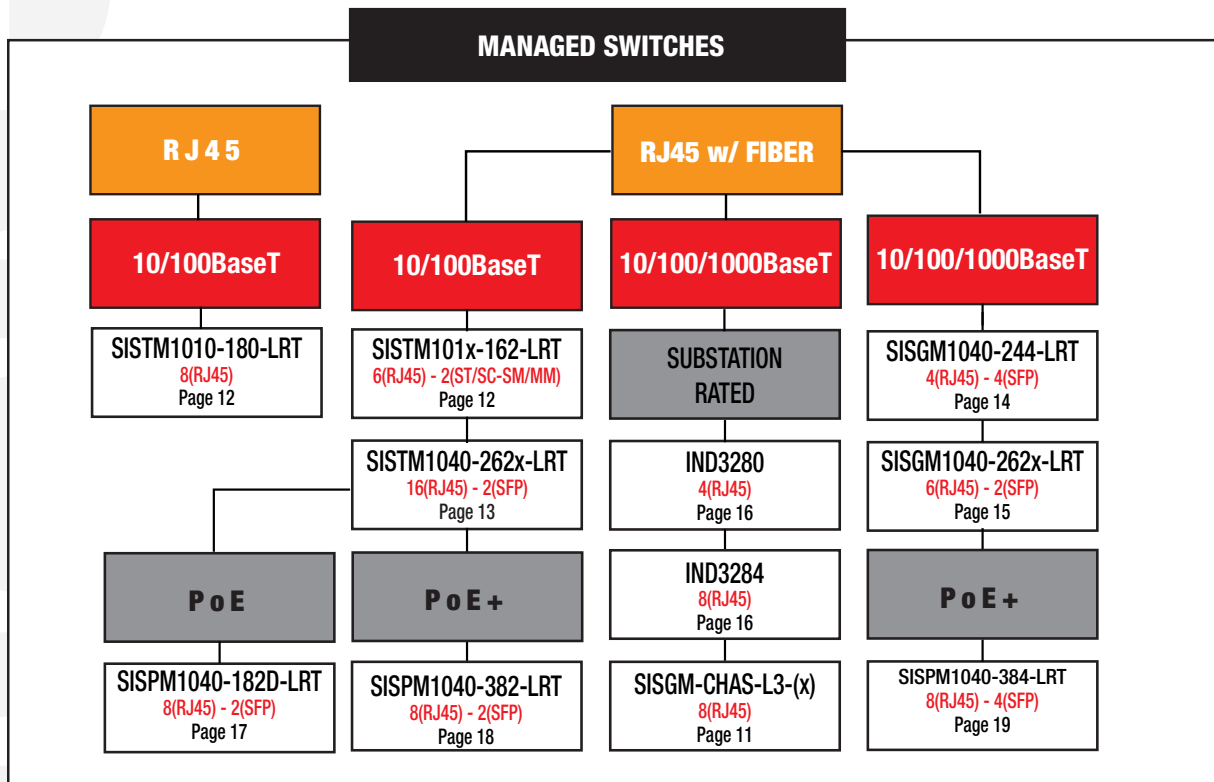 MANAGED SWITCHES
RJ45
10/100BaseT
SISTM1010-180-LRT
8(RJ45)
Page 12
RJ45 w/ FIBER
10/100BaseT
SISTM101x-162-LRT
6(RJ45) - 2(ST/SC-SM/MM)
Page 12
SISTM1040-262x-LRT
16(RJ45) - 2(SFP)
Page 13
PoE
SISPM1040-182D-LRT
8(RJ45) - 2(SFP)
Page 17
PoE+
SISPM1040-382-LRT
8(RJ45) - 2(SFP)
Page 18
10/100/1000BaseT
SUBSTATION
RATED
IND3280
4(RJ45)
Page 16
IND3284
8(RJ45)
Page 16
SISGM-CHAS-L3-(x)
8(RJ45)
Page 11
10/100/1000BaseT
SISGM1040-244-LRT
4(RJ45) - 4(SFP)
Page 14
SISGM1040-262x-LRT
6(RJ45) - 2(SFP)
Page 15
PoE+
SISPM1040-384-LRT
8(RJ45) - 4(SFP)
Page 19